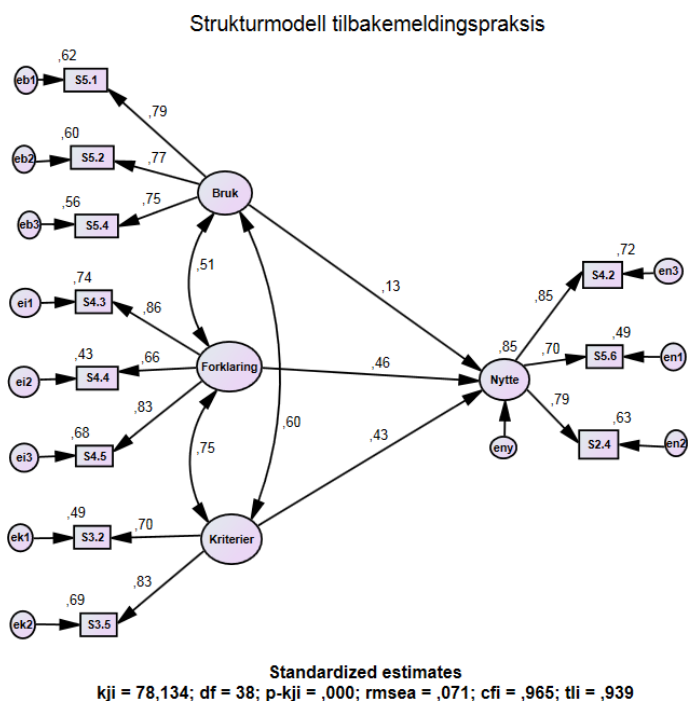 Strukturmodell tilbakemeldingspraksis
,62
eb1 S5.1
,79
,60
eb2 S5.2 ,77
Bruk
,56 ,75
eb3 S5.4
,72
S4.2 en3
,51
,74
,13
,85
ei1 S4.3
,86
,43
ei2 S4.4 ,66
Forklaring ,46
,85 ,70 ,49
Nytte S5.6 en1
,68 ,83
ei3 S4.5
,79 ,63
,75 ,60
eny S2.4 en2
,43
,49
ek1 S3.2 ,70
Kriterier
,69 ,83
ek2 S3.5
Standardized estimates
kji = 78,134; df = 38; p-kji = ,000; rmsea = ,071; cfi = ,965; tli = ,939